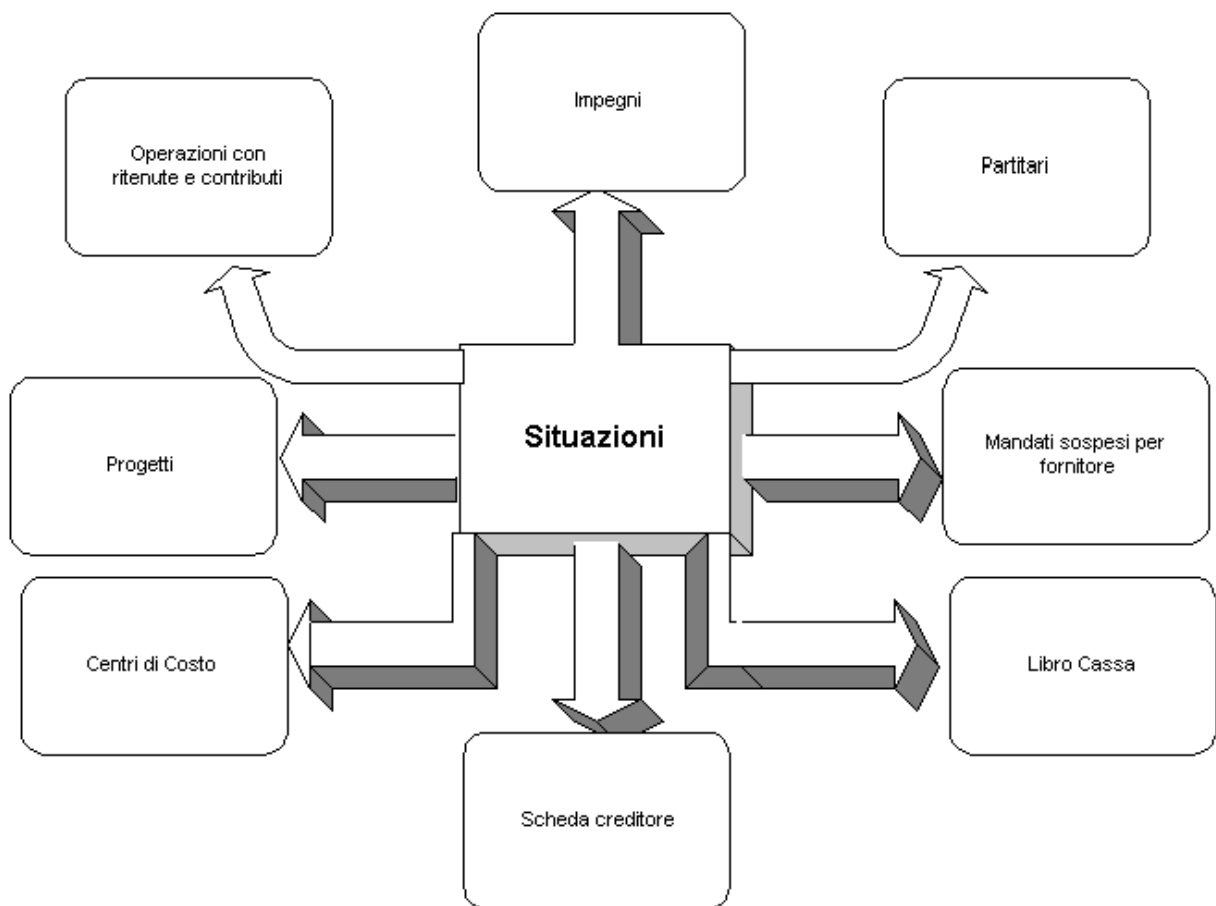 Impegni
Operazioni con
ritenute e contributi
Partitari
Situazioni
Progetti
Mandati sospesi per
fornitore
Centri di Costo
Libro Cassa
Scheda creditore